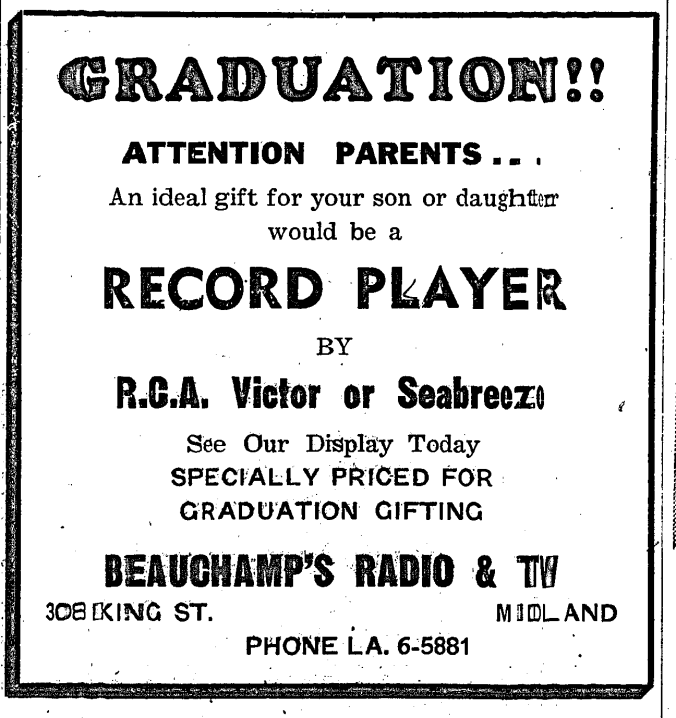 GRADUATION!!
ATTENTION PARENTS...
An ideal gift for your son or daughter
would be a
RECORD PLAYER
BY
R.C.A. Victor or Seabreeze
See Our Display Today
SPECIALLY PRICED FOR
GRADUATION GIFTING
BEAUCHAMP'S RADIO & TV
308 KING ST. MIDLAND
PHONE LA. 6-5881